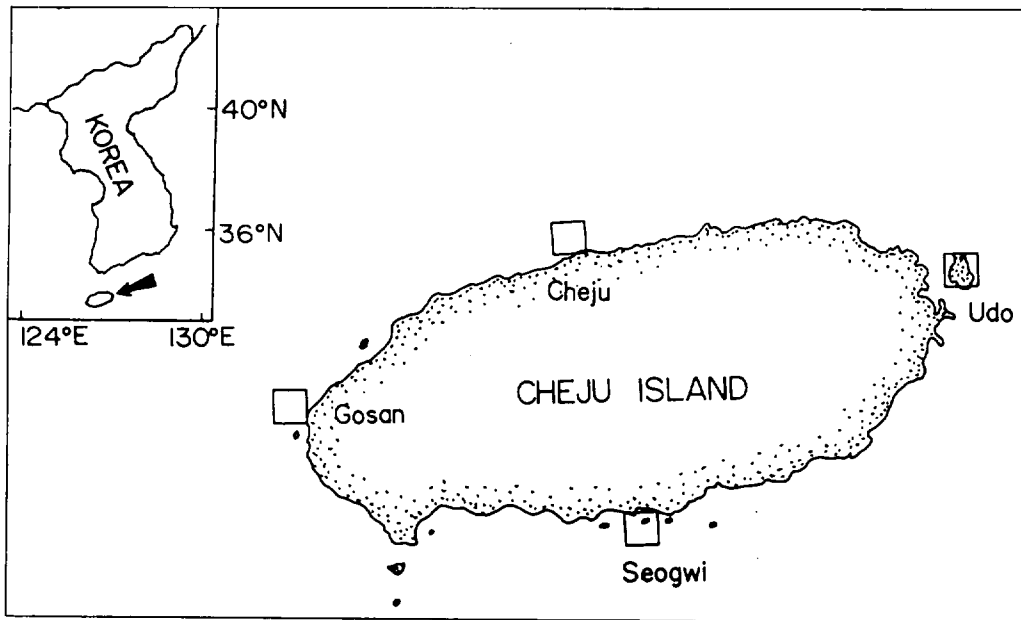 40°N
KOREA
36°N
124°E
130°E
Cheju
Udo
CHEJU ISLAND
Gosan
Seogwi